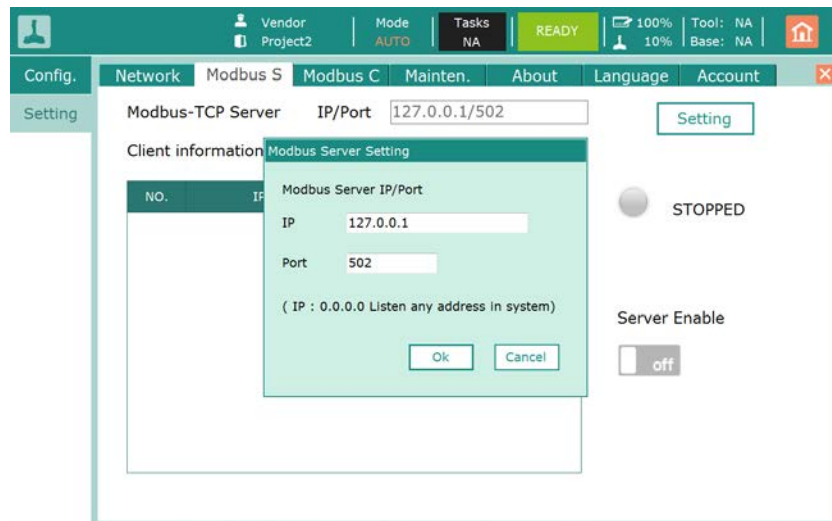 Vendor Mode Tasks READY 100% Tool: NA
Project2 AUTO NA 10% Base: NA
Config. Network Modbus S Modbus C Mainten. About Language Account
Setting Modbus-TCP Server IP/Port 127.0.0.1/502 Setting
Client information Modbus Server Setting
NO. IP
Modbus Server IP/Port
IP 127.0.0.1
STOPPED
Port 502
( IP : 0.0.0.0 Listen any address in system)
Server Enable
Ok Cancel
off